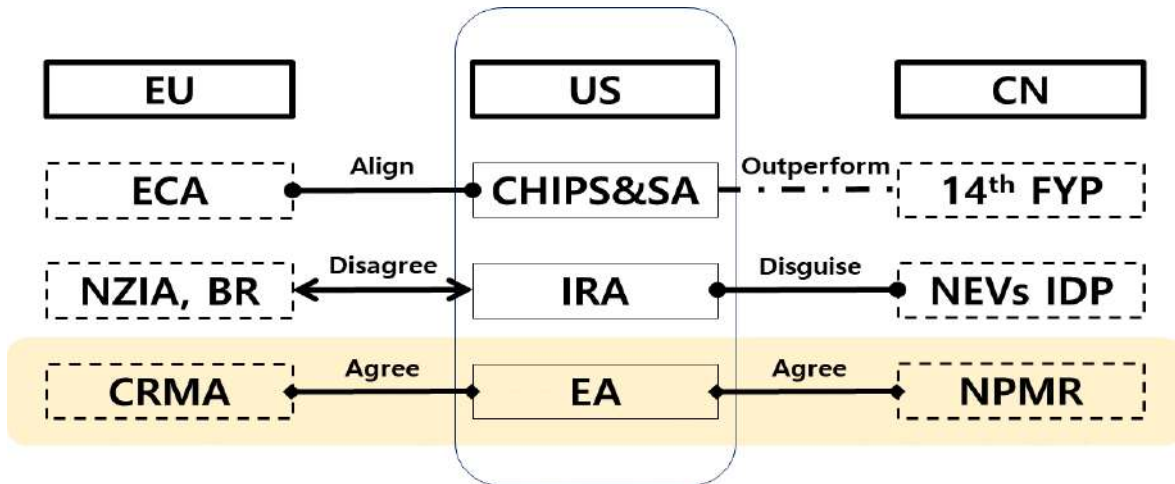 EU US CN
ECA Align CHIPS&SA Outperform 14th FYP
NZIA, BR Disagree IRA Disguise NEVs IDP
CRMA Agree EA Agree NPMR